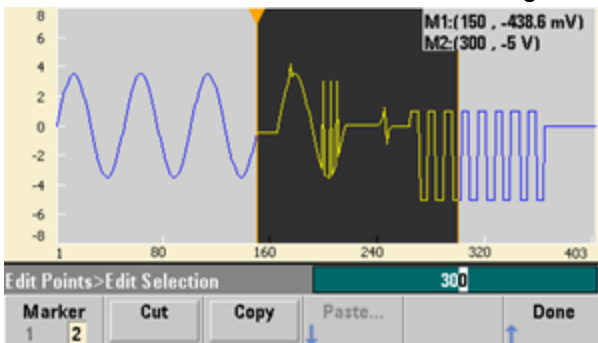 8
M1:(150 , -438.6 mV)
6
M2:(300 , -5 V)
4
2
0
-2
-4
-6
-8
1 80 160 240 320 403
Edit Points>Edit Selection 300
Marker Cut Copy Paste... Done
1 2